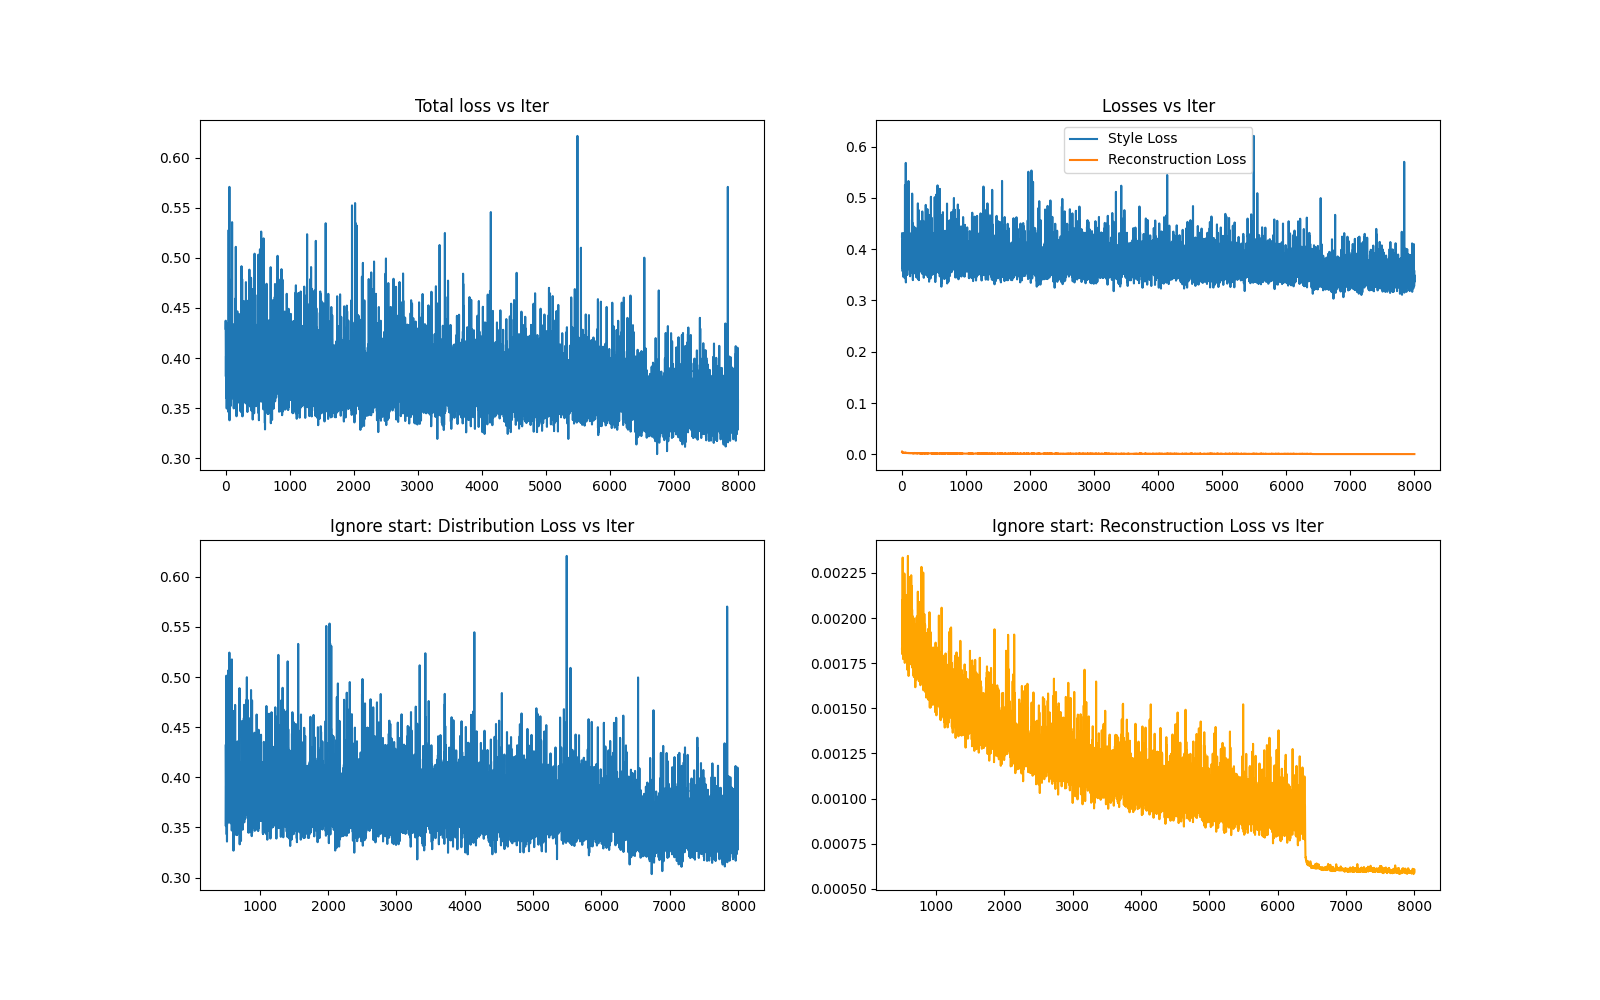 Total loss vs Iter
0.60
0.55
0.50
0.45
0.40
0.35
0.30
0 1000 2000 3000 4000 5000 6000 7000 8000
Losses vs Iter
Style Loss
Reconstruction Loss
0.6
0.5
0.4
0.3
0.2
0.1
0.0
0 1000 2000 3000 4000 5000 6000 7000 8000
Ignore start: Distribution Loss vs Iter
0.60
0.55
0.50
0.45
0.40
0.35
0.30
1000 2000 3000 4000 5000 6000 7000 8000
Ignore start: Reconstruction Loss vs Iter
0.00225
0.00200
0.00175
0.00150
0.00125
0.00100
0.00075
0.00050
1000 2000 3000 4000 5000 6000 7000 8000